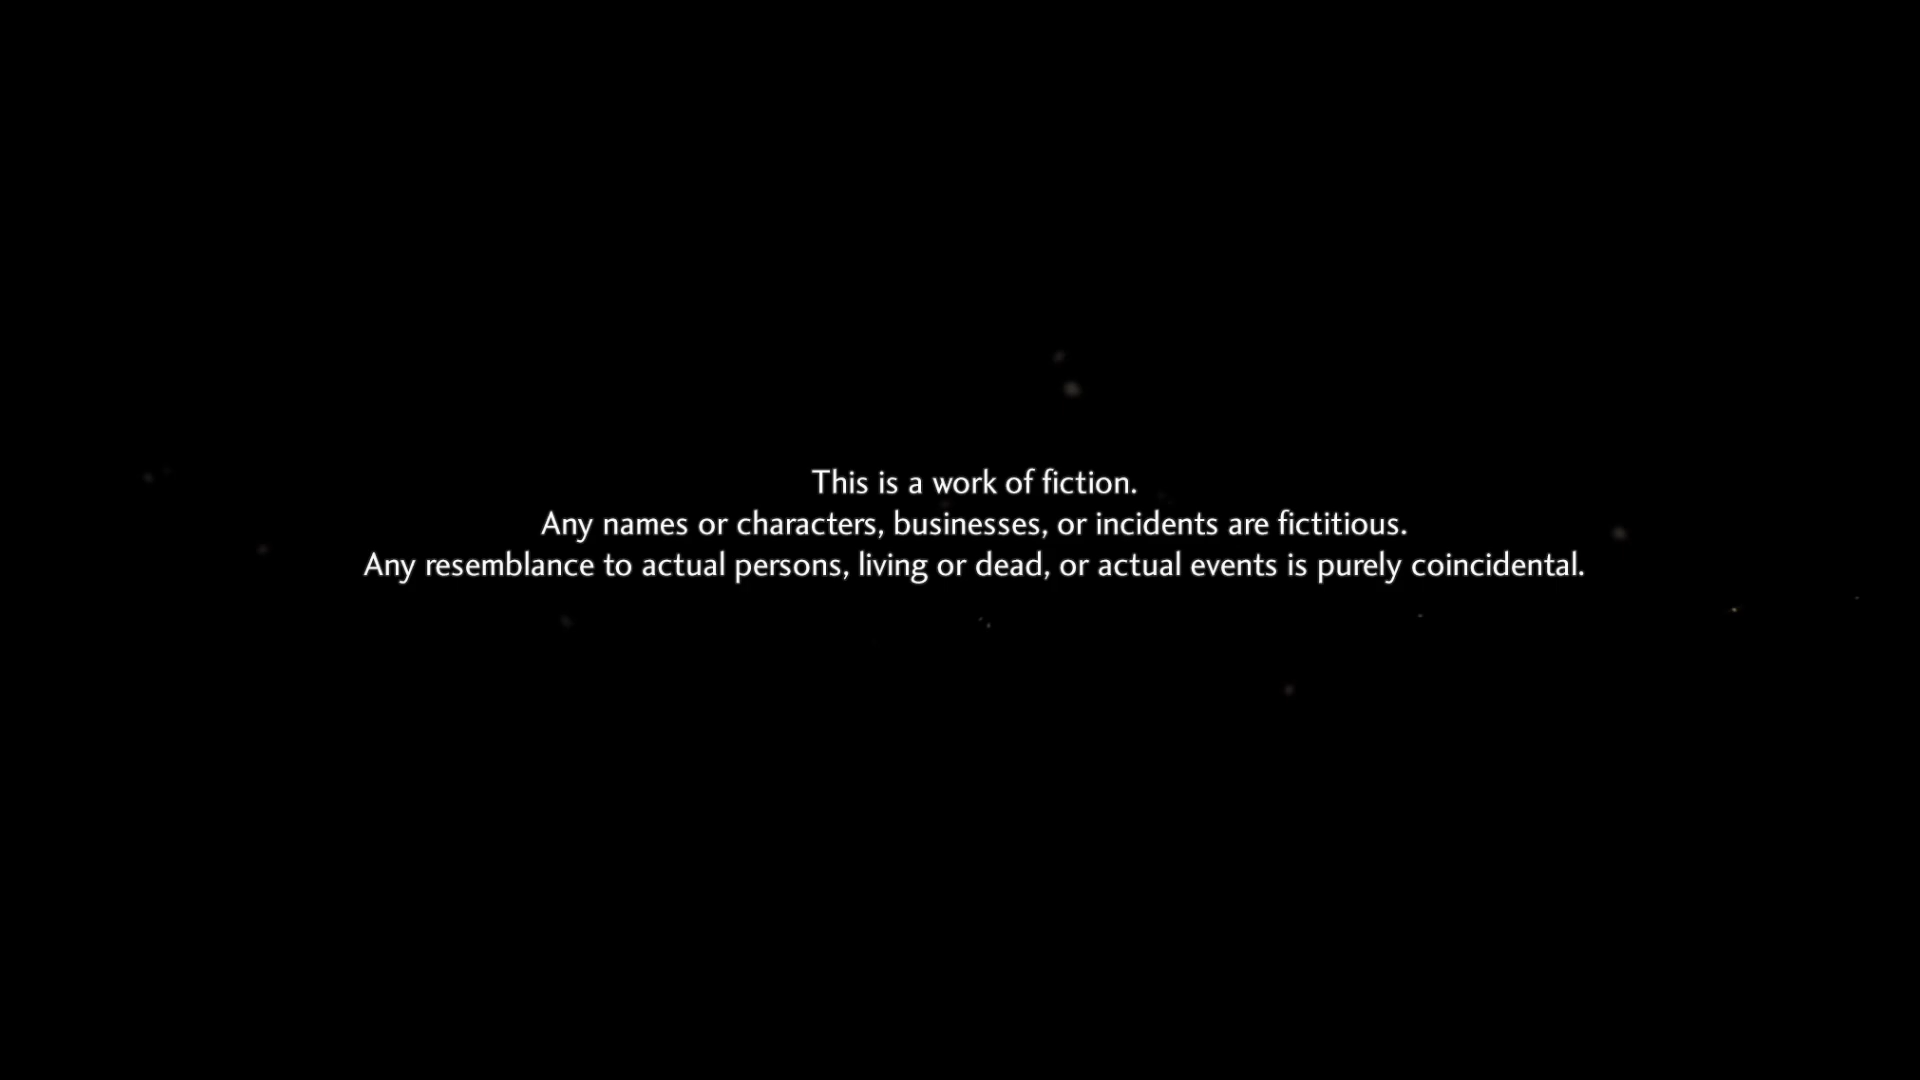 This is a work of fiction.
Any names or characters, businesses, or incidents are fictitious.
Any resemblance to actual persons, living or dead, or actual events is purely coincidental.